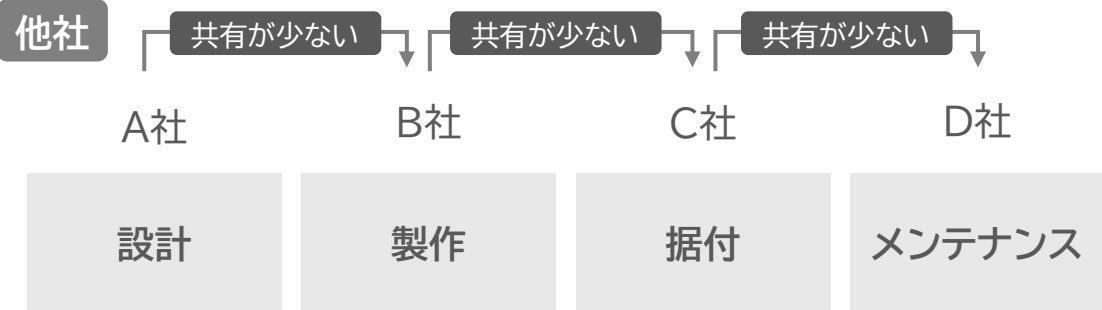 他社
共有が少ない
共有が少ない
共有が少ない
A社
B社
C社
D社
設計
製作
据付
メンテナンス